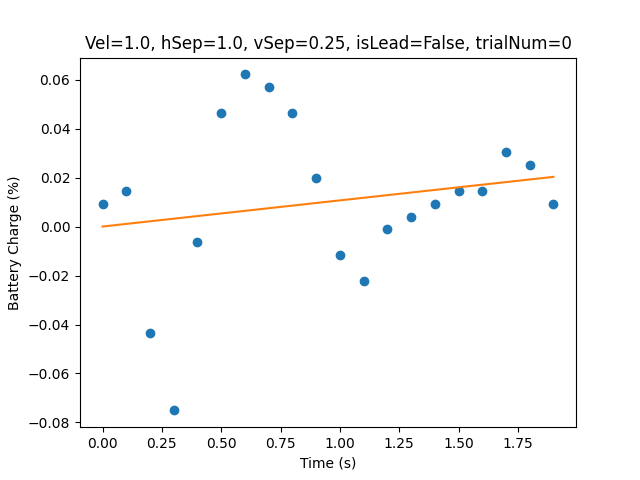 Vel=1.0, hSep=1.0, vSep=0.25, isLead=False, trialNum=0
Battery Charge (%)
0.06
0.04
0.02
0.00
−0.02
−0.04
−0.06
−0.08
0.00 0.25 0.50 0.75 1.00 1.25 1.50 1.75
Time (s)